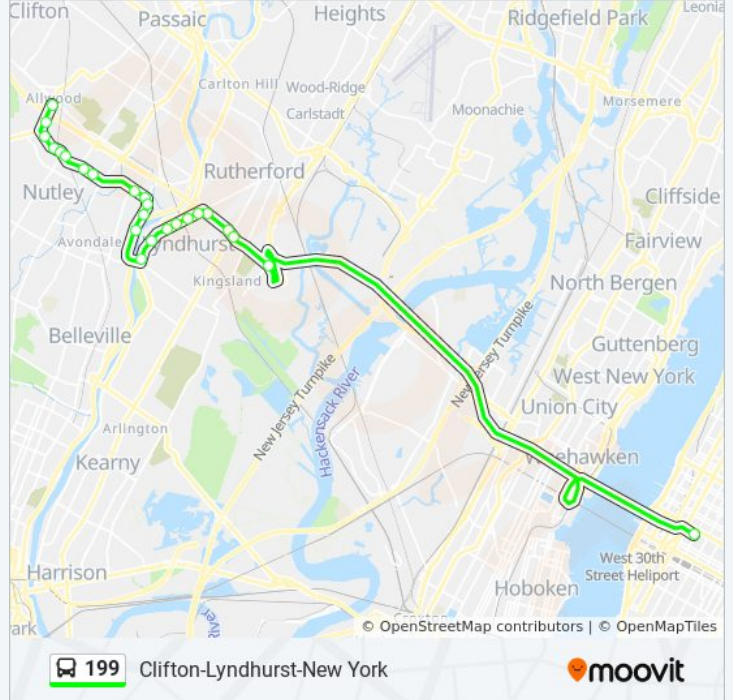 Clifton
Passaic
Heights
Ridgefield Park
Leonia
Allwood
Carlton Hill
Wood-Ridge
Carlstadt
Moonachie
Morsemere
Rutherford
Nutley
Cliffside
Avondale
Lyndhurst
Fairview
Kingsland
North Bergen
Belleville
New Jersey Turnpike
Guttenberg
New Jersey Turnpike
West New York
Hackensack River
Union City
Arlington
Kearny
Weehawken
West 30th
Street Heliport
Harrison
Hoboken
River
ark
© OpenStreetMap contributors | © OpenMapTiles
199 Clifton-Lyndhurst-New York
moovit